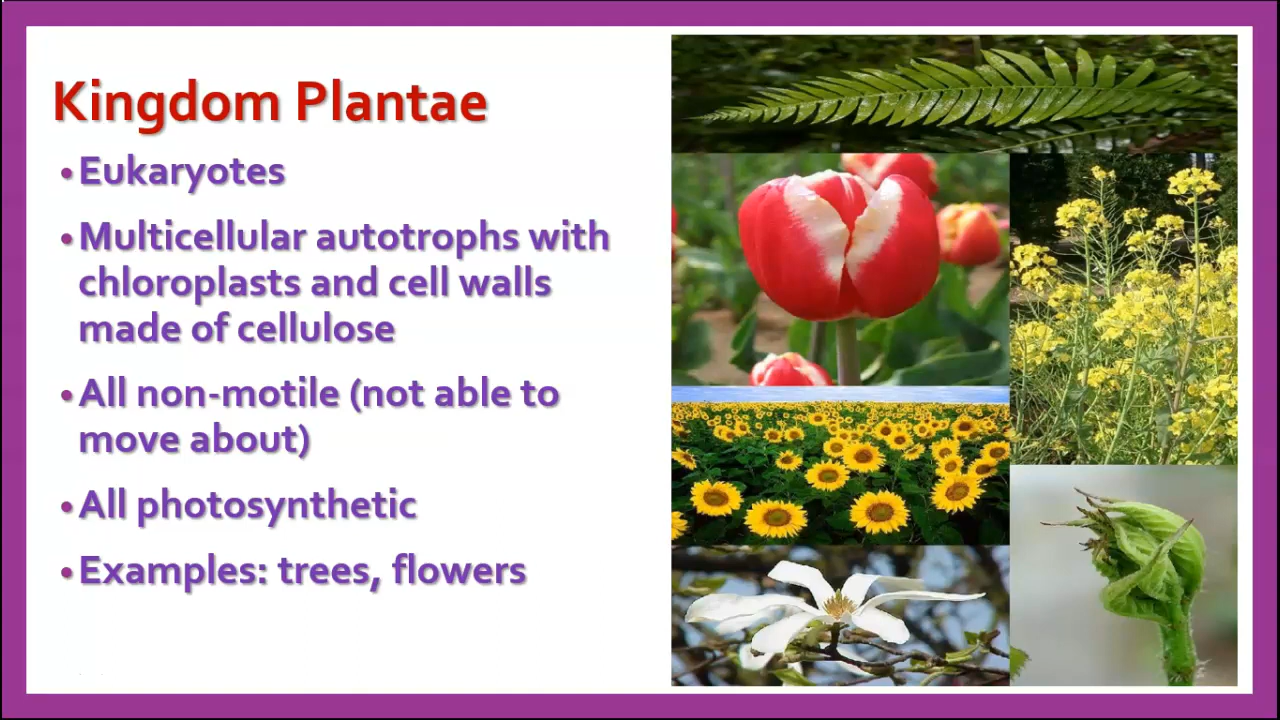 Kingdom Plantae
•Eukaryotes
•Multicellular autotrophs with
chloroplasts and cell walls
made of cellulose
•All non-motile (not able to
move about)
•All photosynthetic
•Examples: trees, flowers